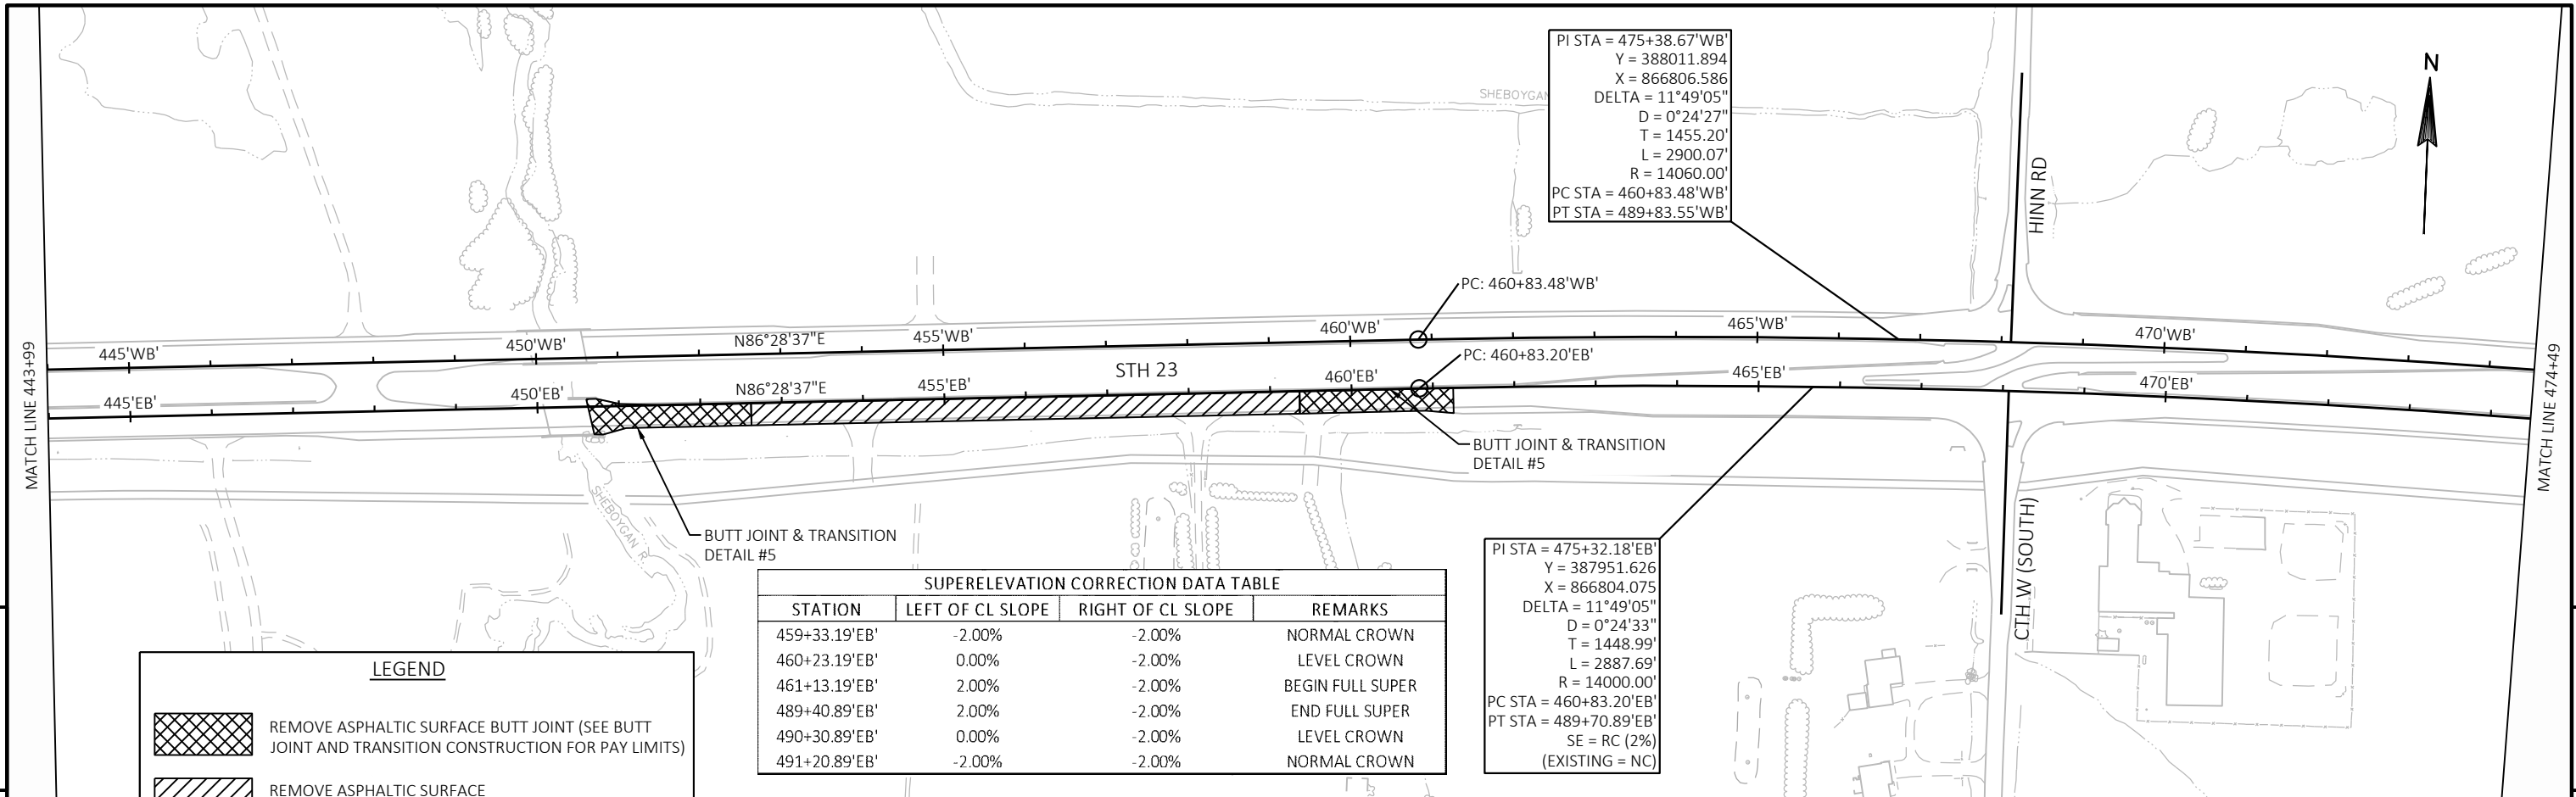 PI STA = 475+38.67'WB'
Y = 388011.894
X = 866806.586
DELTA = 11°49'05"
D = 0°24'27"
T = 1455.20'
L = 2900.07'
R = 14060.00'
PC STA = 460+83.48'WB'
PT STA = 489+83.55'WB'
N
SHEBOYGAN
HINN RD
PC: 460+83.48'WB'
445'WB'
450'WB'
N86°28'37"E
455'WB'
460'WB'
465'WB'
470'WB'
MATCH LINE 443+99
MATCH LINE 474+49
STH 23
PC: 460+83.20'EB'
445'EB'
450'EB'
N86°28'37"E
455'EB'
460'EB'
465'EB'
470'EB'
BUTT JOINT & TRANSITION
DETAIL #5
SHEBOYGAN R
BUTT JOINT & TRANSITION
DETAIL #5
CTH W (SOUTH)
PI STA = 475+32.18'EB'
Y = 387951.626
X = 866804.075
DELTA = 11°49'05"
D = 0°24'33"
T = 1448.99'
L = 2887.69'
R = 14000.00'
PC STA = 460+83.20'EB'
PT STA = 489+70.89'EB'
SE = RC (2%)
(EXISTING = NC)
SUPERELEVATION CORRECTION DATA TABLE
STATION LEFT OF CL SLOPE RIGHT OF CL SLOPE REMARKS
459+33.19'EB' -2.00% -2.00% NORMAL CROWN
460+23.19'EB' 0.00% -2.00% LEVEL CROWN
461+13.19'EB' 2.00% -2.00% BEGIN FULL SUPER
489+40.89'EB' 2.00% -2.00% END FULL SUPER
490+30.89'EB' 0.00% -2.00% LEVEL CROWN
491+20.89'EB' -2.00% -2.00% NORMAL CROWN
LEGEND
REMOVE ASPHALTIC SURFACE BUTT JOINT (SEE BUTT
JOINT AND TRANSITION CONSTRUCTION FOR PAY LIMITS)
REMOVE ASPHALTIC SURFACE